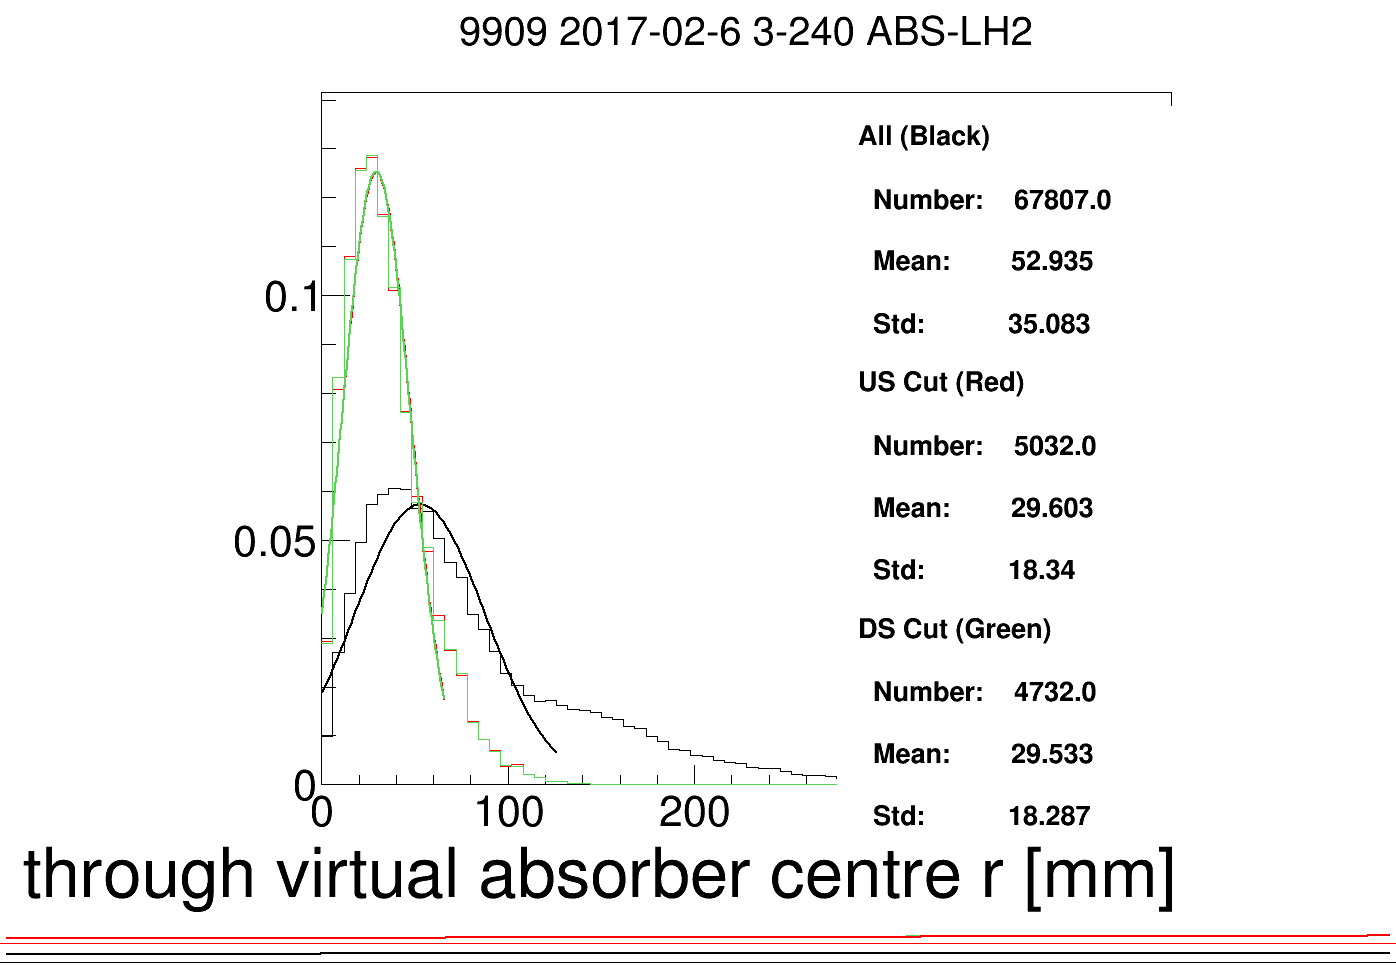 9909 2017-02-6 3-240 ABS-LH2
All (Black)
Number: 67807.0
Mean: 52.935
Std: 35.083
US Cut (Red)
Number: 5032.0
Mean: 29.603
Std: 18.34
DS Cut (Green)
Number: 4732.0
Mean: 29.533
Std: 18.287
0.1
0.05
0
0 100 200
through virtual absorber centre r [mm]